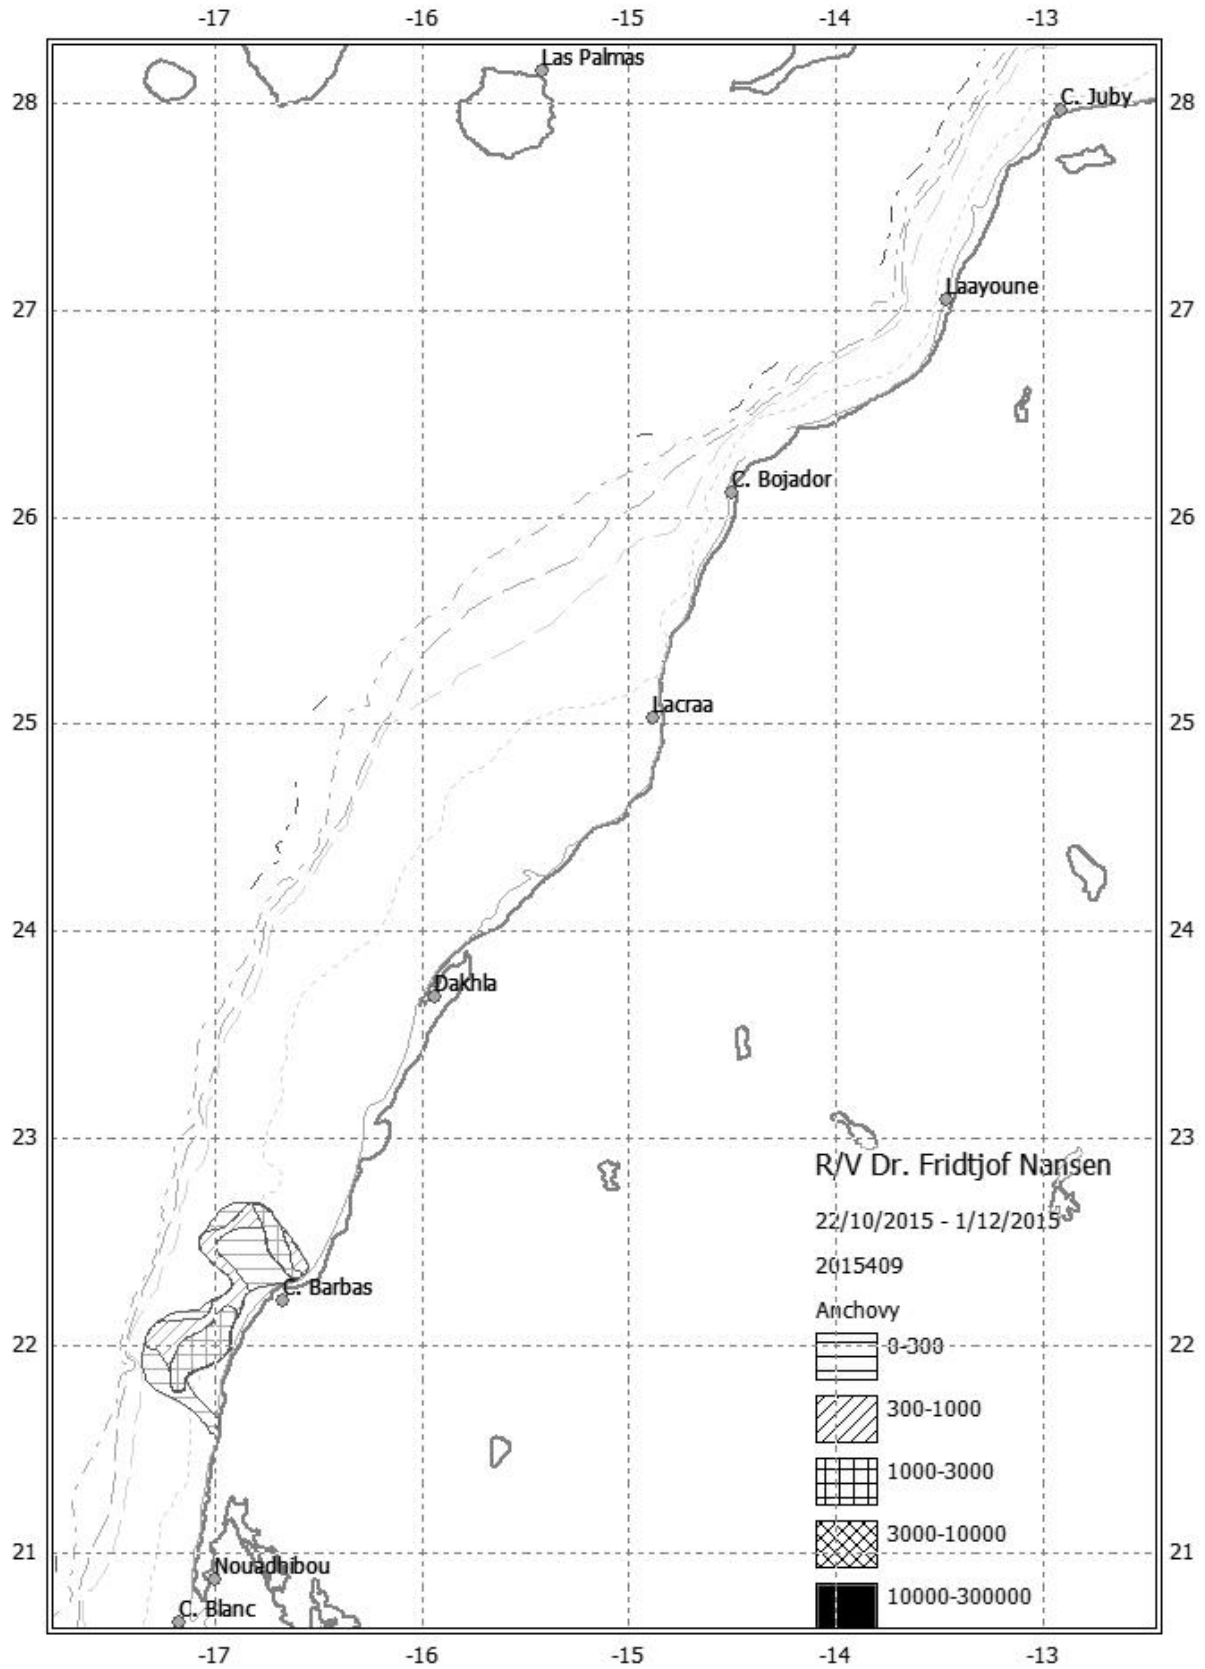 -17 -16 -15 -14 -13
Las Palmas
28 C. Juby 28
27 Laayoune 27
C. Bojador
26 26
25 Lacraa 25
24 24
Dakhla
23 23
R/V Dr. Fridtjof Nansen
22/10/2015 - 1/12/2015
2015409
C. Barbas
Anchovy
22 0-300 22
300-1000
1000-3000
3000-10000
21 21
Nouadhibou
10000-300000
C. Blanc
-17 -16 -15 -14 -13